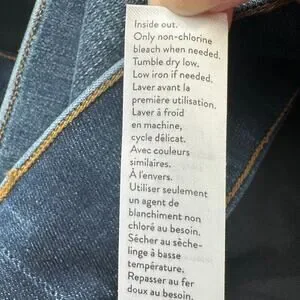 Inside out.
Only non-chlorine
bleach when needed.
Tumble dry low.
Low iron if needed.
Laver avant la
première utilisation.
Laver à froid
en machine,
cycle délicat.
Avec couleurs
similaires.
À l'envers.
Utiliser seulement
un agent de
blanchiment non
chloré au besoin.
Sécher au sèche-
linge à basse
température.
Repasser au fer
doux au besoin.